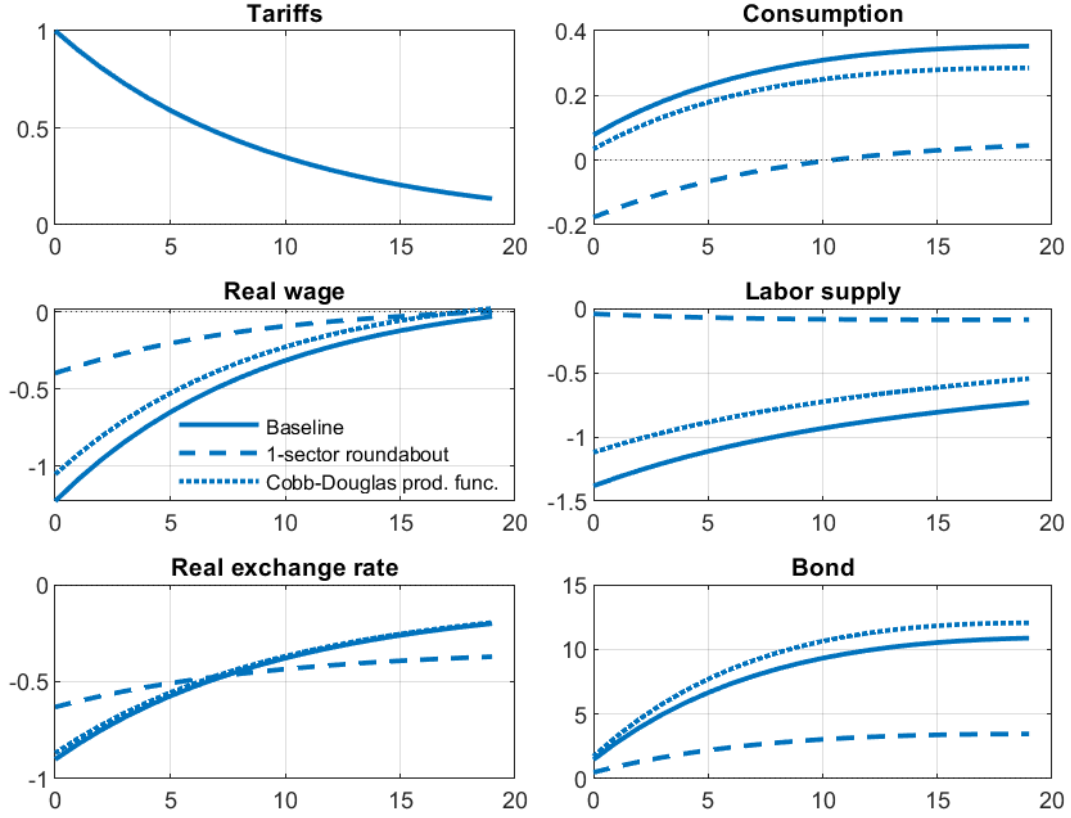 Tariffs
1
0.5
0
0 5 10 15 20
Consumption
0.4
0.2
0
-0.2
0 5 10 15 20
Real wage
0
-0.5
-1
Baseline
1-sector roundabout
Cobb-Douglas prod. func.
0 5 10 15 20
Labor supply
0
-0.5
-1
-1.5
0 5 10 15 20
Real exchange rate
0
-0.5
-1
0 5 10 15 20
Bond
15
10
5
0
0 5 10 15 20